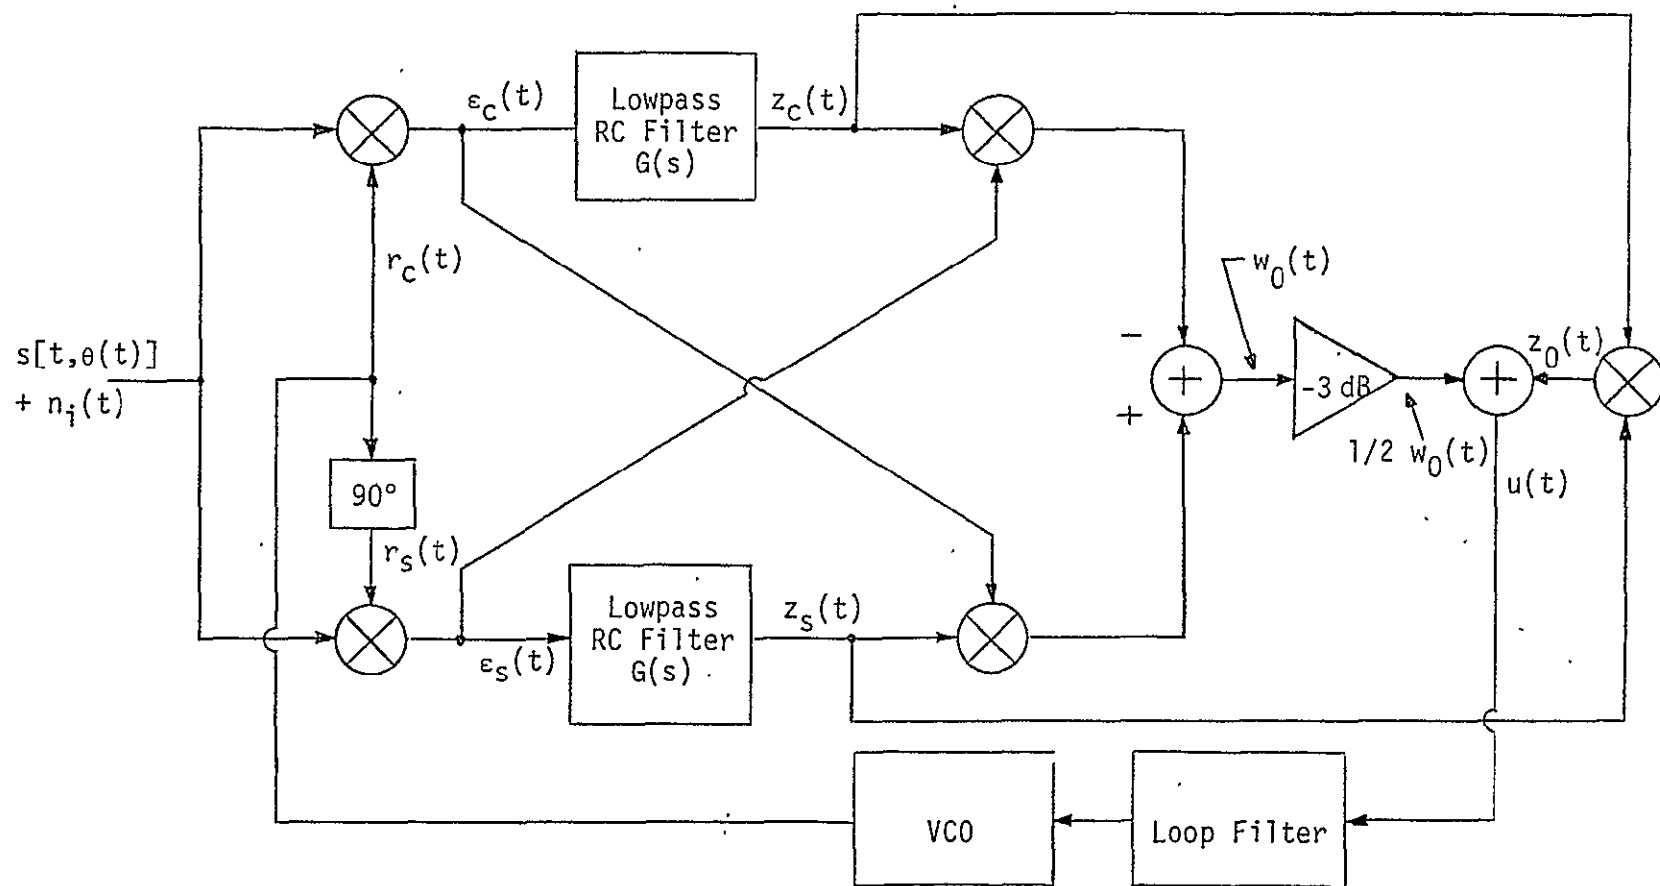 ε_c(t)
Lowpass
RC Filter
G(s)
z_c(t)
r_c(t)
s[t,θ(t)]
+ n_i(t)
90°
r_s(t)
ε_s(t)
Lowpass
RC Filter
G(s)
z_s(t)
-
+
+
w_0(t)
-3 dB
1/2 w_0(t)
+
z_0(t)
u(t)
VCO
Loop Filter